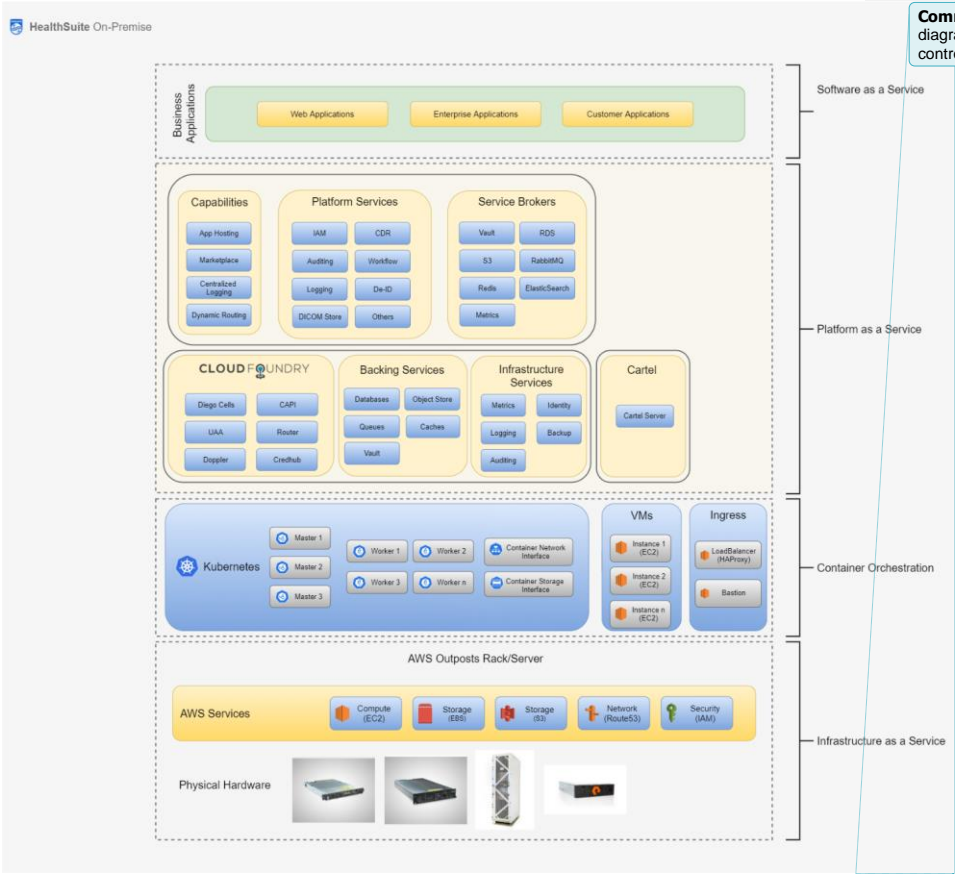 HealthSuite On-Premise
Comm
diagra
contro
Business
Applications
Web Applications
Enterprise Applications
Customer Applications
Software as a Service
Capabilities
App Hosting
Marketplace
Centralized
Logging
Dynamic Routing
Platform Services
IAM
CDR
Auditing
Workflow
Logging
De-ID
DICOM Store
Others
Service Brokers
Vault
RDS
S3
RabbitMQ
Redis
ElasticSearch
Metrics
Platform as a Service
CLOUD FOUNDRY
Diego Cells
CAPI
UAA
Router
Doppler
Credhub
Backing Services
Databases
Object Store
Queues
Caches
Vault
Infrastructure
Services
Metrics
Identity
Logging
Backup
Auditing
Cartel
Cartel Server
Kubernetes
Master 1
Master 2
Master 3
Worker 1
Worker 2
Worker 3
Worker n
Container Network
Interface
Container Storage
Interface
VMs
Instance 1
(EC2)
Instance 2
(EC2)
Instance n
(EC2)
Ingress
LoadBalancer
(HAProxy)
Bastion
Container Orchestration
AWS Outposts Rack/Server
AWS Services
Compute
(EC2)
Storage
(EBS)
Storage
(S3)
Network
(Route53)
Security
(IAM)
Physical Hardware
Infrastructure as a Service